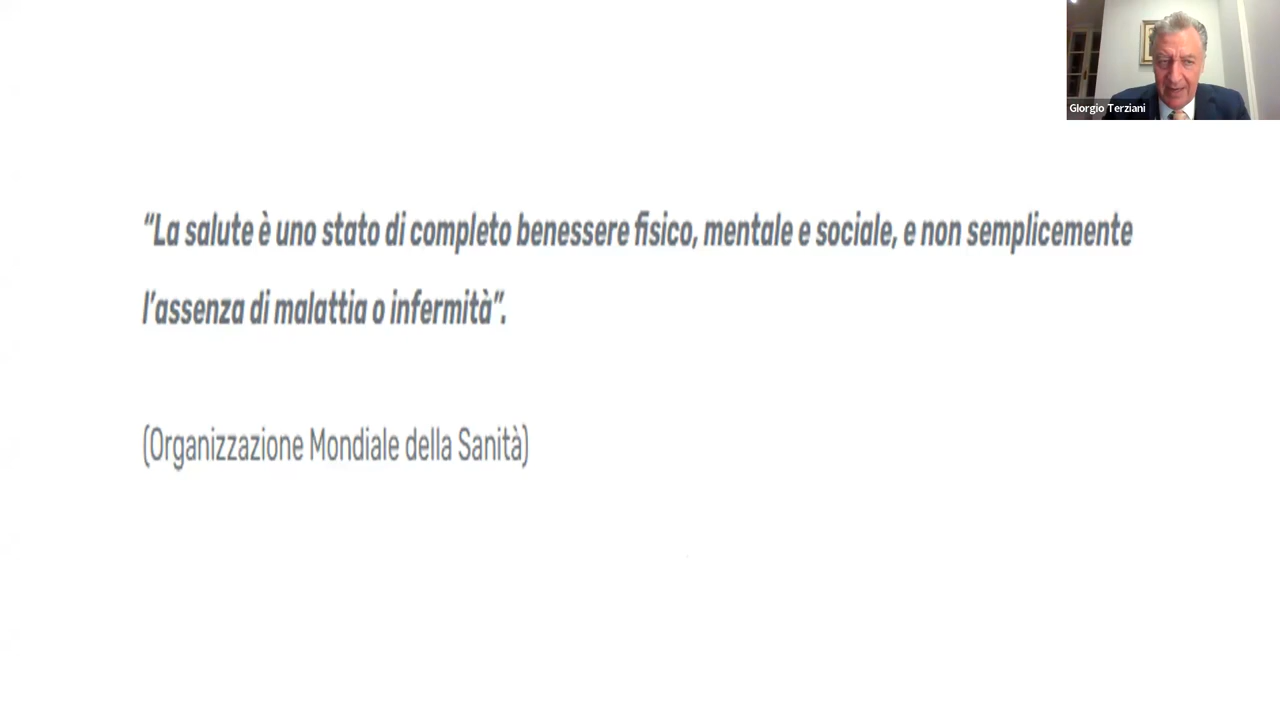 Giorgio Terziani
“La salute è uno stato di completo benessere fisico, mentale e sociale, e non semplicemente
l’assenza di malattia o infermità”.
(Organizzazione Mondiale della Sanità)